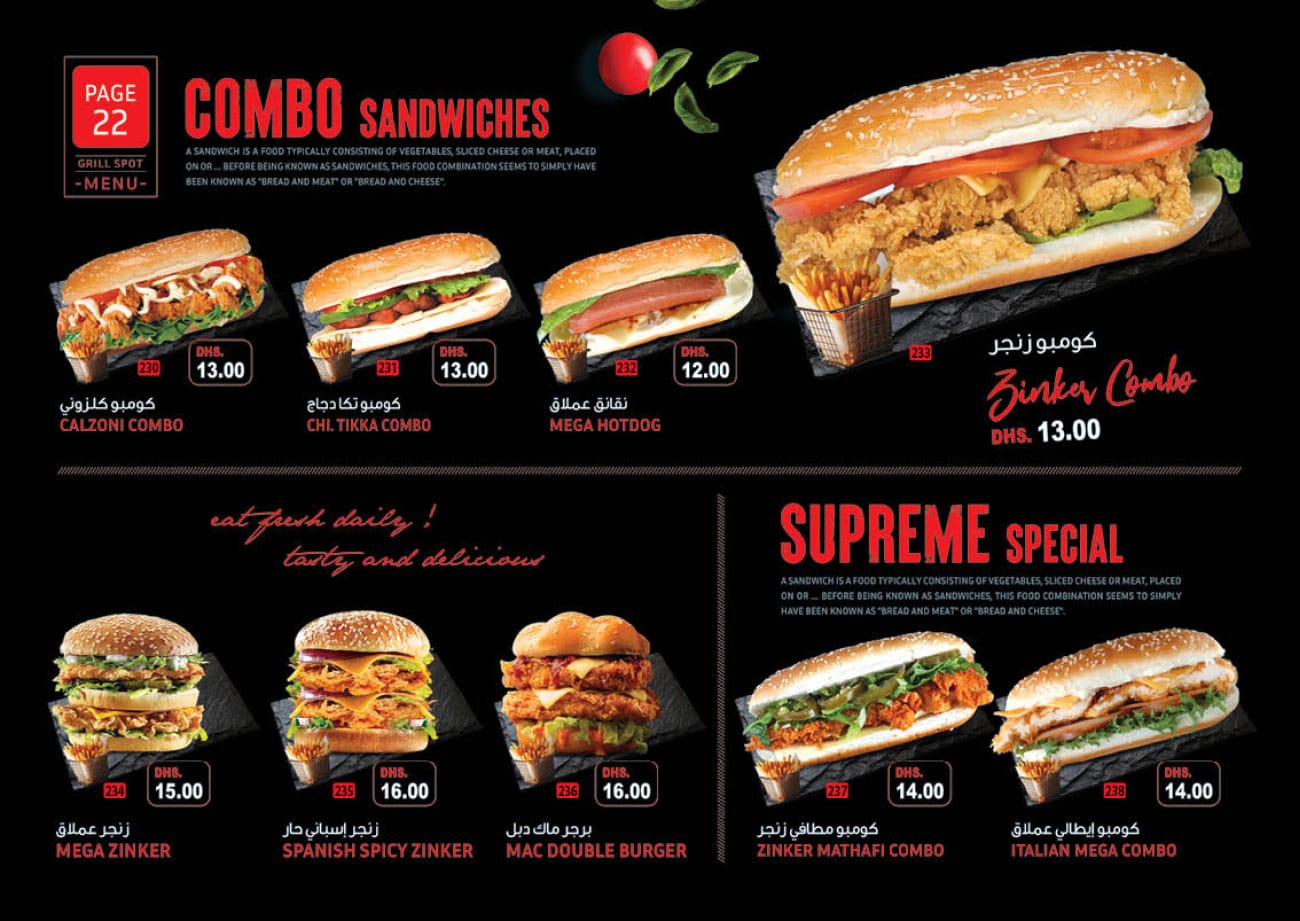 PAGE
22
GRILL SPOT
-MENU-
COMBO SANDWICHES
A SANDWICH IS A FOOD TYPICALLY CONSISTING OF VEGETABLES, SLICED CHEESE OR MEAT, PLACED
ON OR ... BEFORE BEING KNOWN AS SANDWICHES, THIS FOOD COMBINATION SEEMS TO SIMPLY HAVE
BEEN KNOWN AS "BREAD AND MEAT" OR "BREAD AND CHEESE".
230
DHS.
13.00
كومبو كلزوني
CALZONI COMBO
231
DHS.
13.00
كومبو تكا دجاج
CHI. TIKKA COMBO
232
DHS.
12.00
نقانق عملاق
MEGA HOTDOG
233
كومبو زنجر
Zinker Combo
DHS. 13.00
eat fresh daily !
tasty and delicious
234
DHS.
15.00
زنجر عملاق
MEGA ZINKER
235
DHS.
16.00
زنجر إسباني حار
SPANISH SPICY ZINKER
236
DHS.
16.00
برجر ماك دبل
MAC DOUBLE BURGER
SUPREME SPECIAL
A SANDWICH IS A FOOD TYPICALLY CONSISTING OF VEGETABLES, SLICED CHEESE OR MEAT, PLACED
ON OR ... BEFORE BEING KNOWN AS SANDWICHES, THIS FOOD COMBINATION SEEMS TO SIMPLY
HAVE BEEN KNOWN AS "BREAD AND MEAT" OR "BREAD AND CHEESE".
237
DHS.
14.00
كومبو مطافي زنجر
ZINKER MATHAFI COMBO
238
DHS.
14.00
كومبو إيطالي عملاق
ITALIAN MEGA COMBO